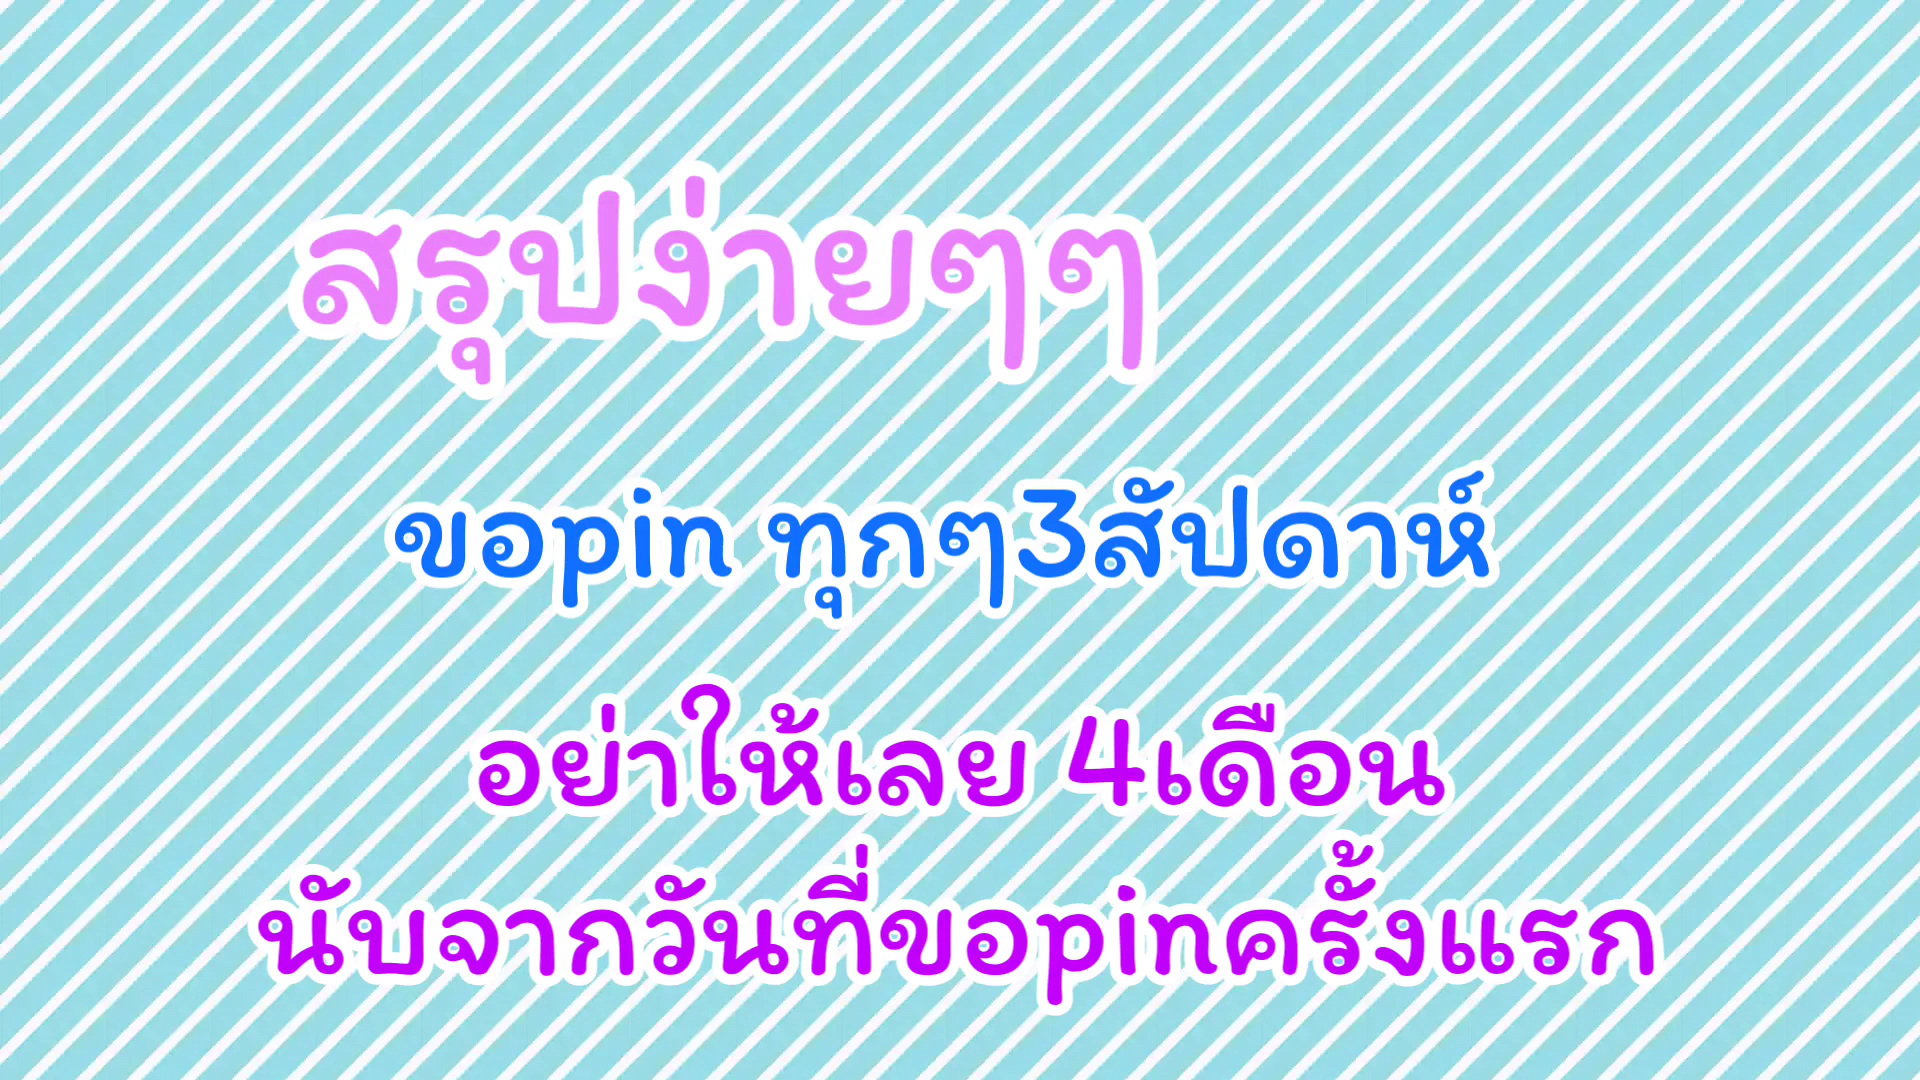 สรุปง่ายๆๆ
ขอpin ทุกๆ3สัปดาห์
อย่าให้เลย 4เดือน
นับจากวันที่ขอpinครั้งแรก